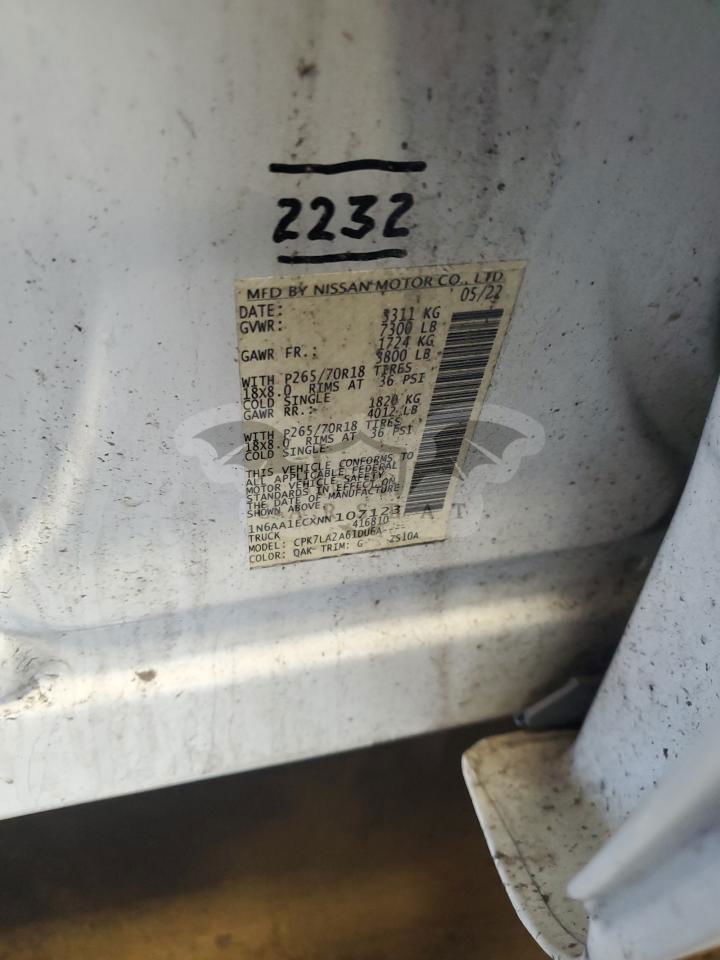 2232
MFD BY NISSAN MOTOR CO., LTD
DATE: 05/22
GVWR: 3311 KG
7300 LB
GAWR FR.: 1724 KG
3800 LB
WITH P265/70R18 TIRES
18X8.0 RIMS AT 36 PSI
COLD SINGLE
GAWR RR.: 1820 KG
4012 LB
WITH P265/70R18 TIRES
18X8.0 RIMS AT 36 PSI
COLD SINGLE
THIS VEHICLE CONFORMS TO
ALL APPLICABLE FEDERAL
MOTOR VEHICLE SAFETY
STANDARDS IN EFFECT ON
THE DATE OF MANUFACTURE
SHOWN ABOVE
1N6AA1ECXNN107123
TRUCK 416810
MODEL: CPK7LA2A61DUEA----
COLOR: QAK TRIM: G ZS10A